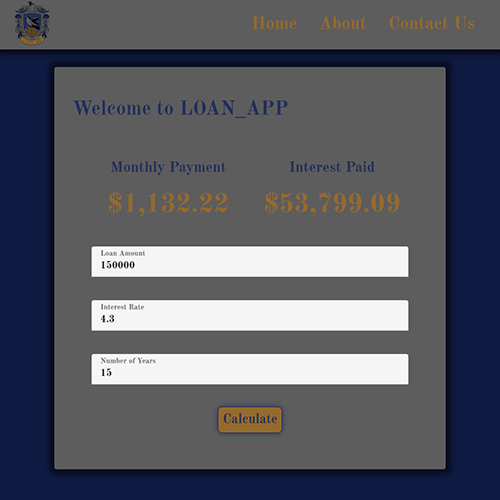 Home About Contact Us
Welcome to LOAN_APP
Monthly Payment Interest Paid
$1,132.22 $53,799.09
Loan Amount
150000
Interest Rate
4.3
Number of Years
15
Calculate